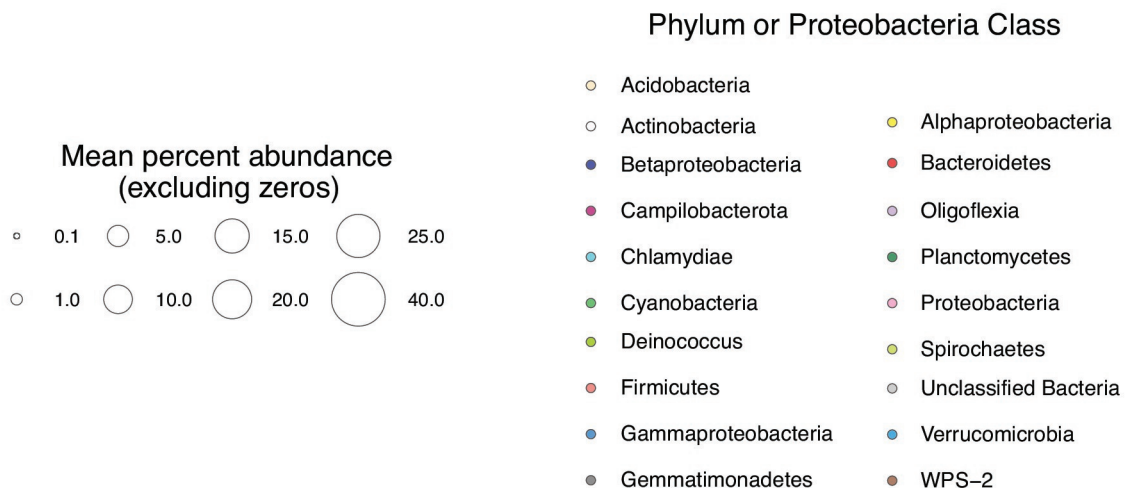 Mean percent abundance
(excluding zeros)
0.1 5.0 15.0 25.0
1.0 10.0 20.0 40.0
Phylum or Proteobacteria Class
Acidobacteria
Actinobacteria
Betaproteobacteria
Campilobacterota
Chlamydiae
Cyanobacteria
Deinococcus
Firmicutes
Gammaproteobacteria
Gemmatimonadetes
Alphaproteobacteria
Bacteroidetes
Oligoflexia
Planctomycetes
Proteobacteria
Spirochaetes
Unclassified Bacteria
Verrucomicrobia
WPS−2